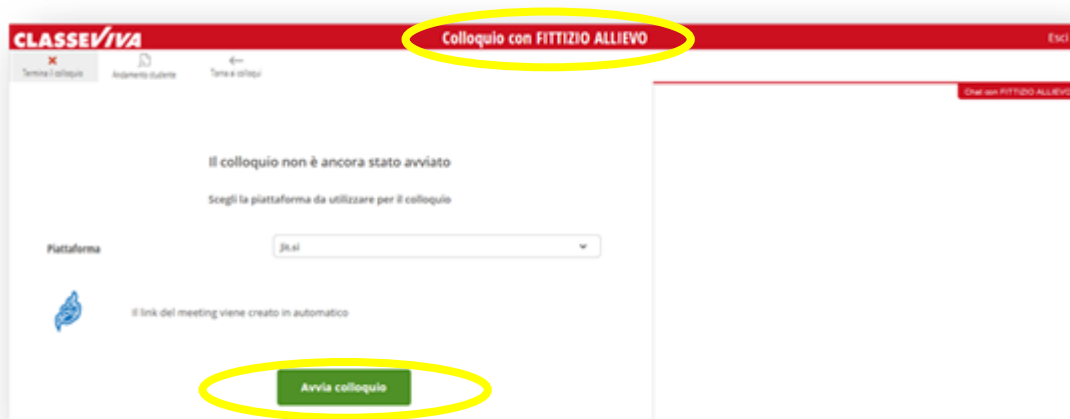 CLASSEVIVA
Colloquio con FITTIZIO ALLIEVO
Esci
Termina il colloquio
Andamento studente
Torna ai colloqui
Chat con FITTIZIO ALLIEVO
Il colloquio non è ancora stato avviato
Scegli la piattaforma da utilizzare per il colloquio
Piattaforma
Jit.si
Il link del meeting viene creato in automatico
Avvia colloquio